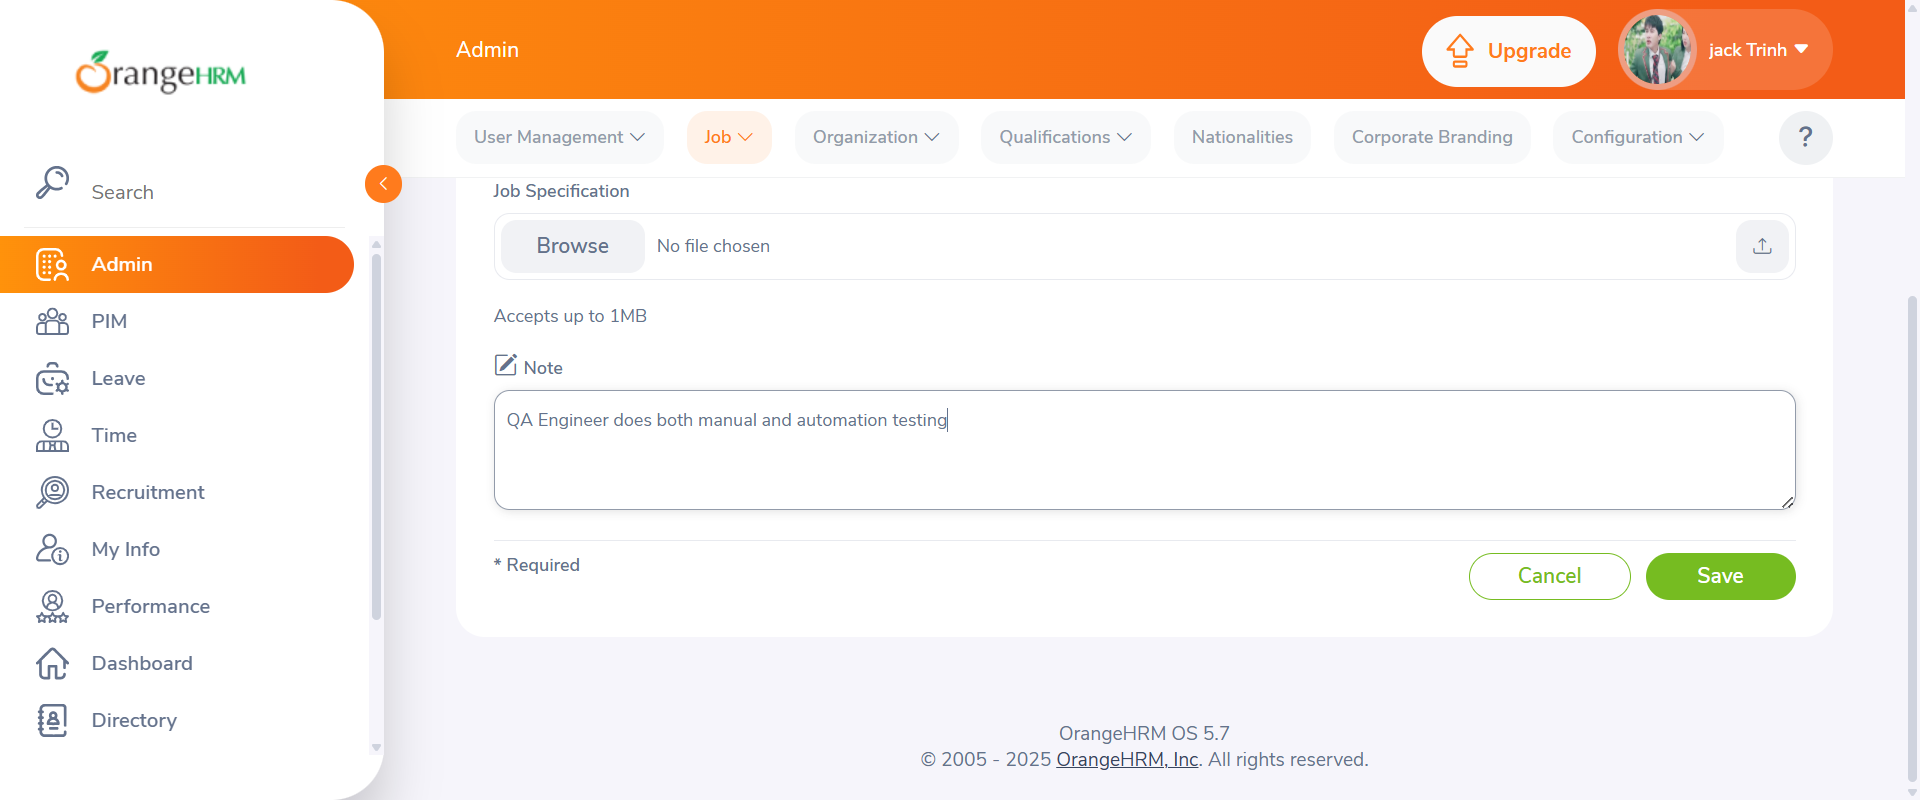 OrangeHRM
Admin
Upgrade
jack Trinh
User Management
Job
Organization
Qualifications
Nationalities
Corporate Branding
Configuration
?
Search
Admin
PIM
Leave
Time
Recruitment
My Info
Performance
Dashboard
Directory
Job Specification
Browse
No file chosen
Accepts up to 1MB
Note
QA Engineer does both manual and automation testing
* Required
Cancel
Save
OrangeHRM OS 5.7
© 2005 - 2025 OrangeHRM, Inc. All rights reserved.